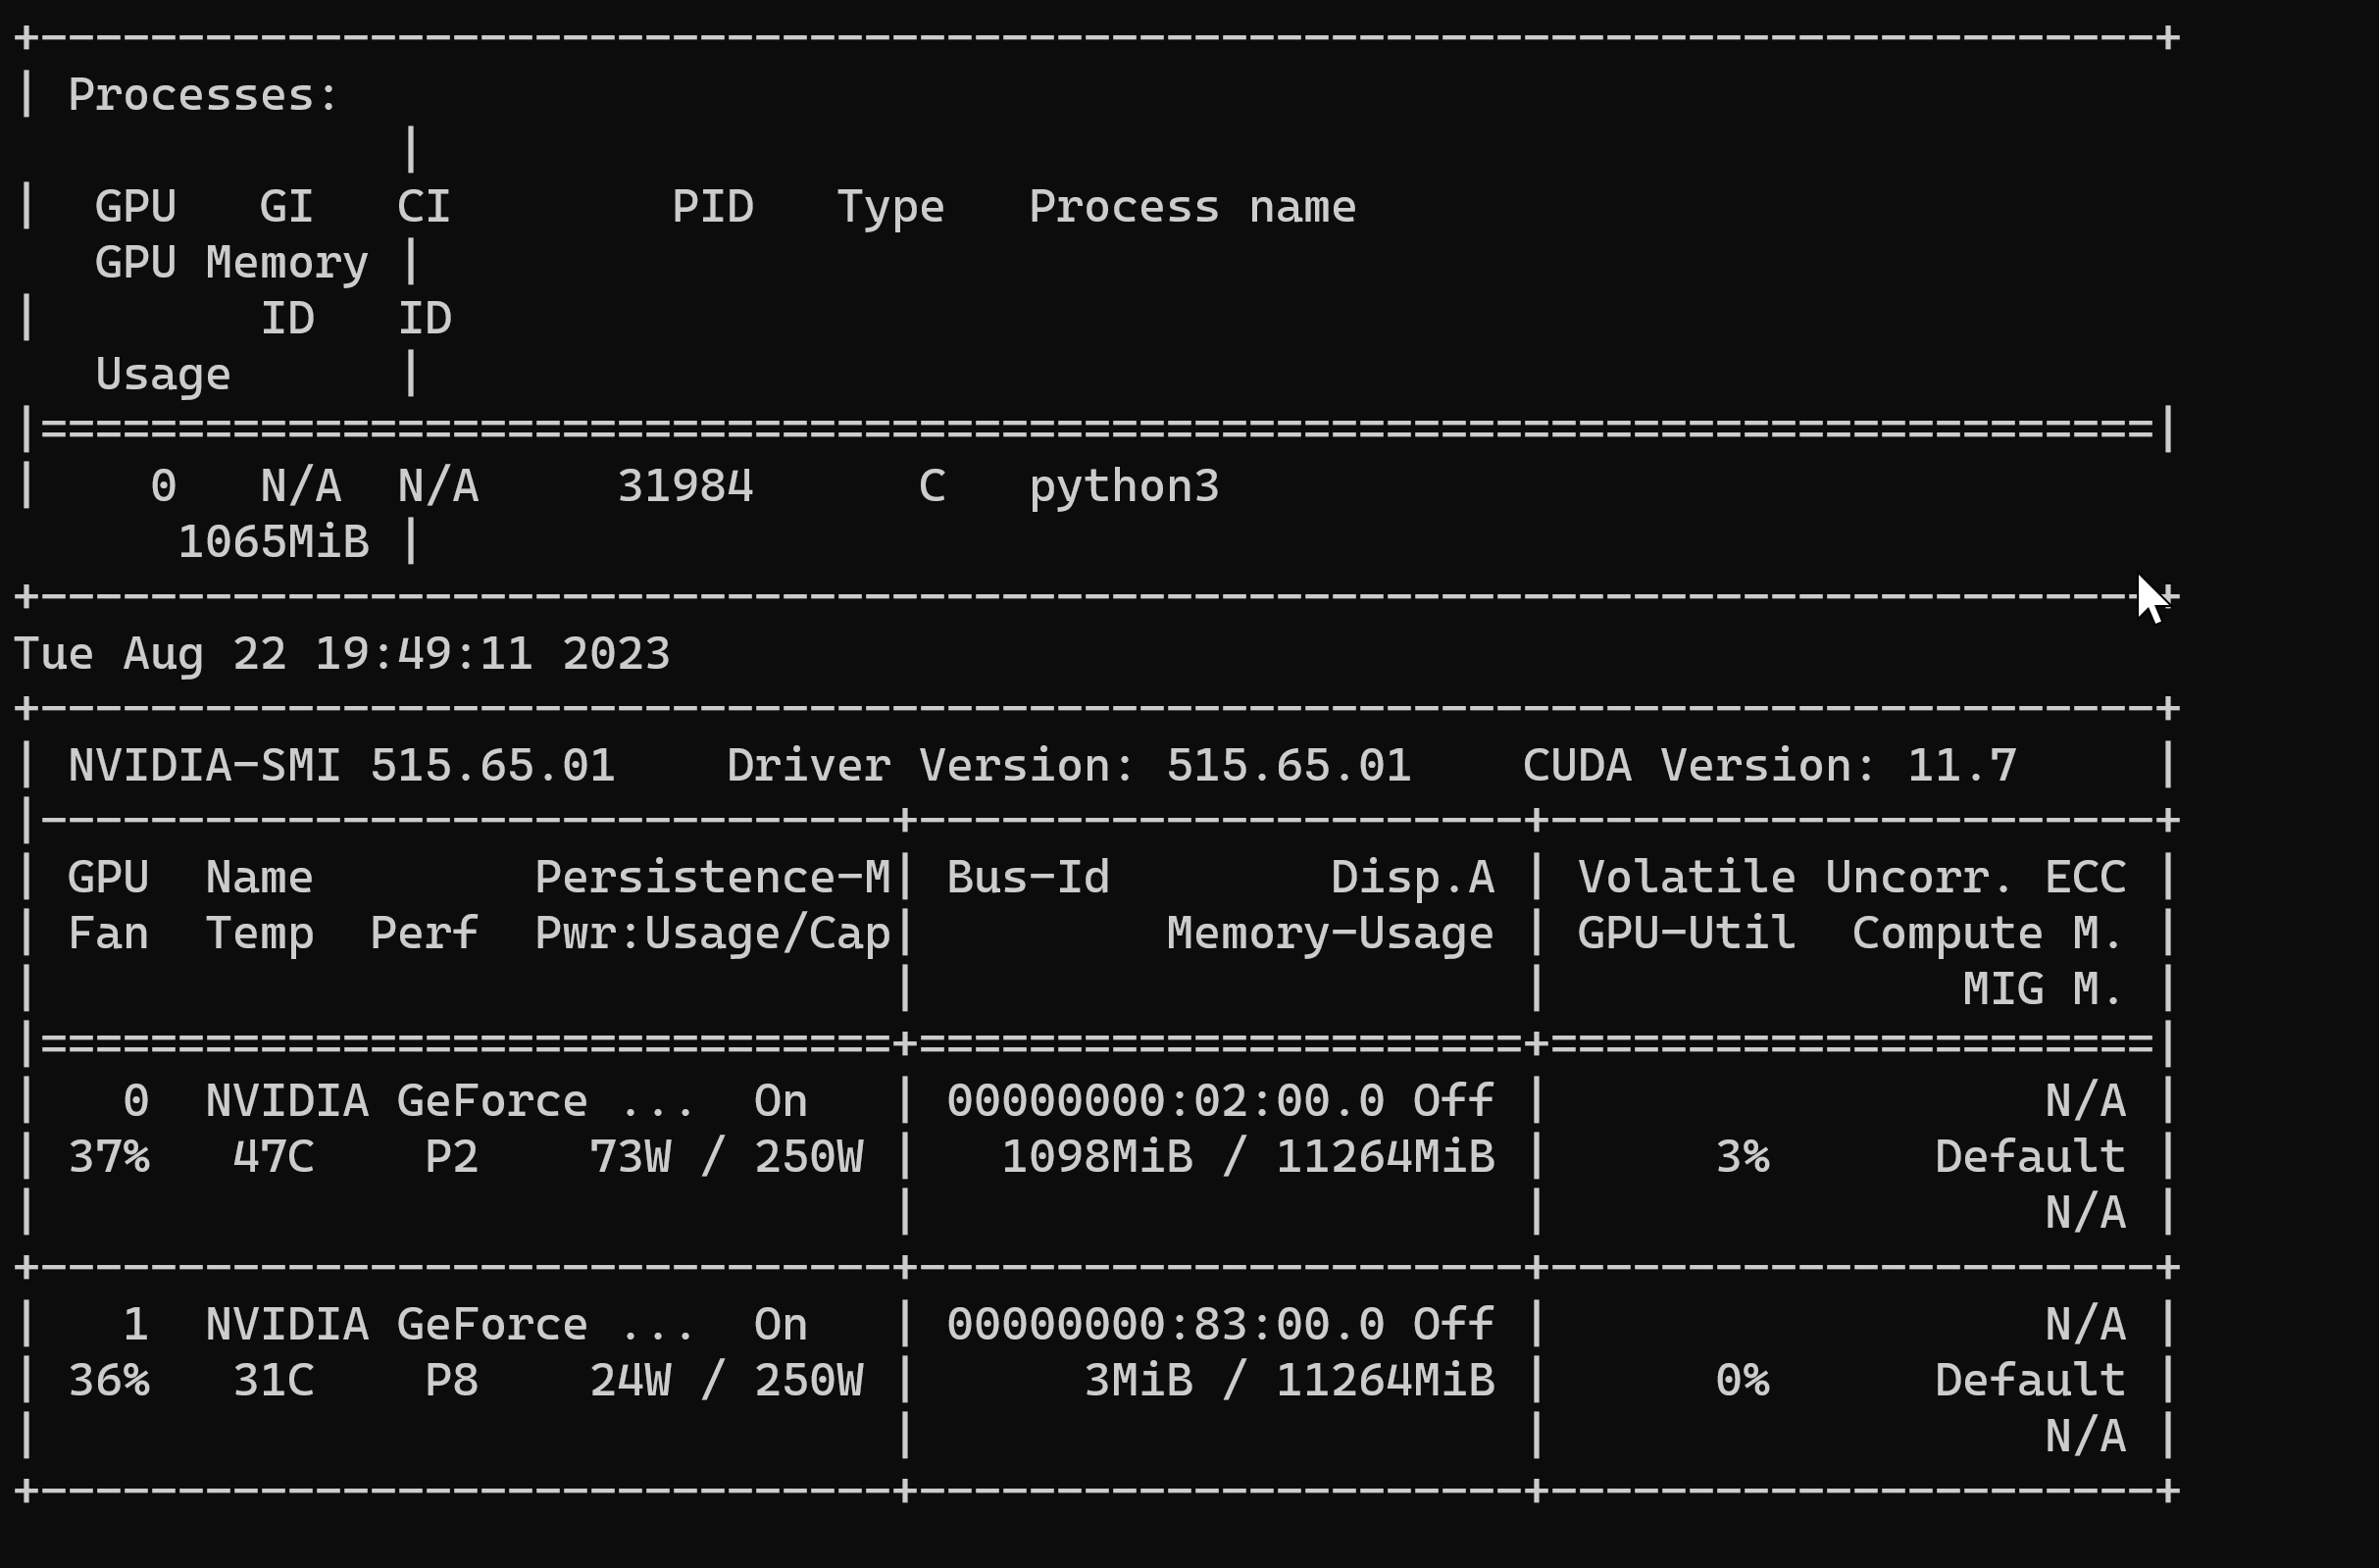 +-----------------------------------------------------------------------------+
| Processes:
              |
|  GPU   GI   CI        PID   Type   Process name
   GPU Memory |
|        ID   ID
   Usage      |
|=============================================================================|
|    0   N/A  N/A     31984      C   python3
      1065MiB |
+-----------------------------------------------------------------------------+
Tue Aug 22 19:49:11 2023
+-----------------------------------------------------------------------------+
| NVIDIA-SMI 515.65.01    Driver Version: 515.65.01    CUDA Version: 11.7     |
|-------------------------------+----------------------+----------------------+
| GPU  Name        Persistence-M| Bus-Id        Disp.A | Volatile Uncorr. ECC |
| Fan  Temp  Perf  Pwr:Usage/Cap|         Memory-Usage | GPU-Util  Compute M. |
|                               |                      |               MIG M. |
|===============================+======================+======================|
|   0  NVIDIA GeForce ...  On   | 00000000:02:00.0 Off |                  N/A |
| 37%   47C    P2    73W / 250W |   1098MiB / 11264MiB |      3%      Default |
|                               |                      |                  N/A |
+-------------------------------+----------------------+----------------------+
|   1  NVIDIA GeForce ...  On   | 00000000:83:00.0 Off |                  N/A |
| 36%   31C    P8    24W / 250W |      3MiB / 11264MiB |      0%      Default |
|                               |                      |                  N/A |
+-------------------------------+----------------------+----------------------+